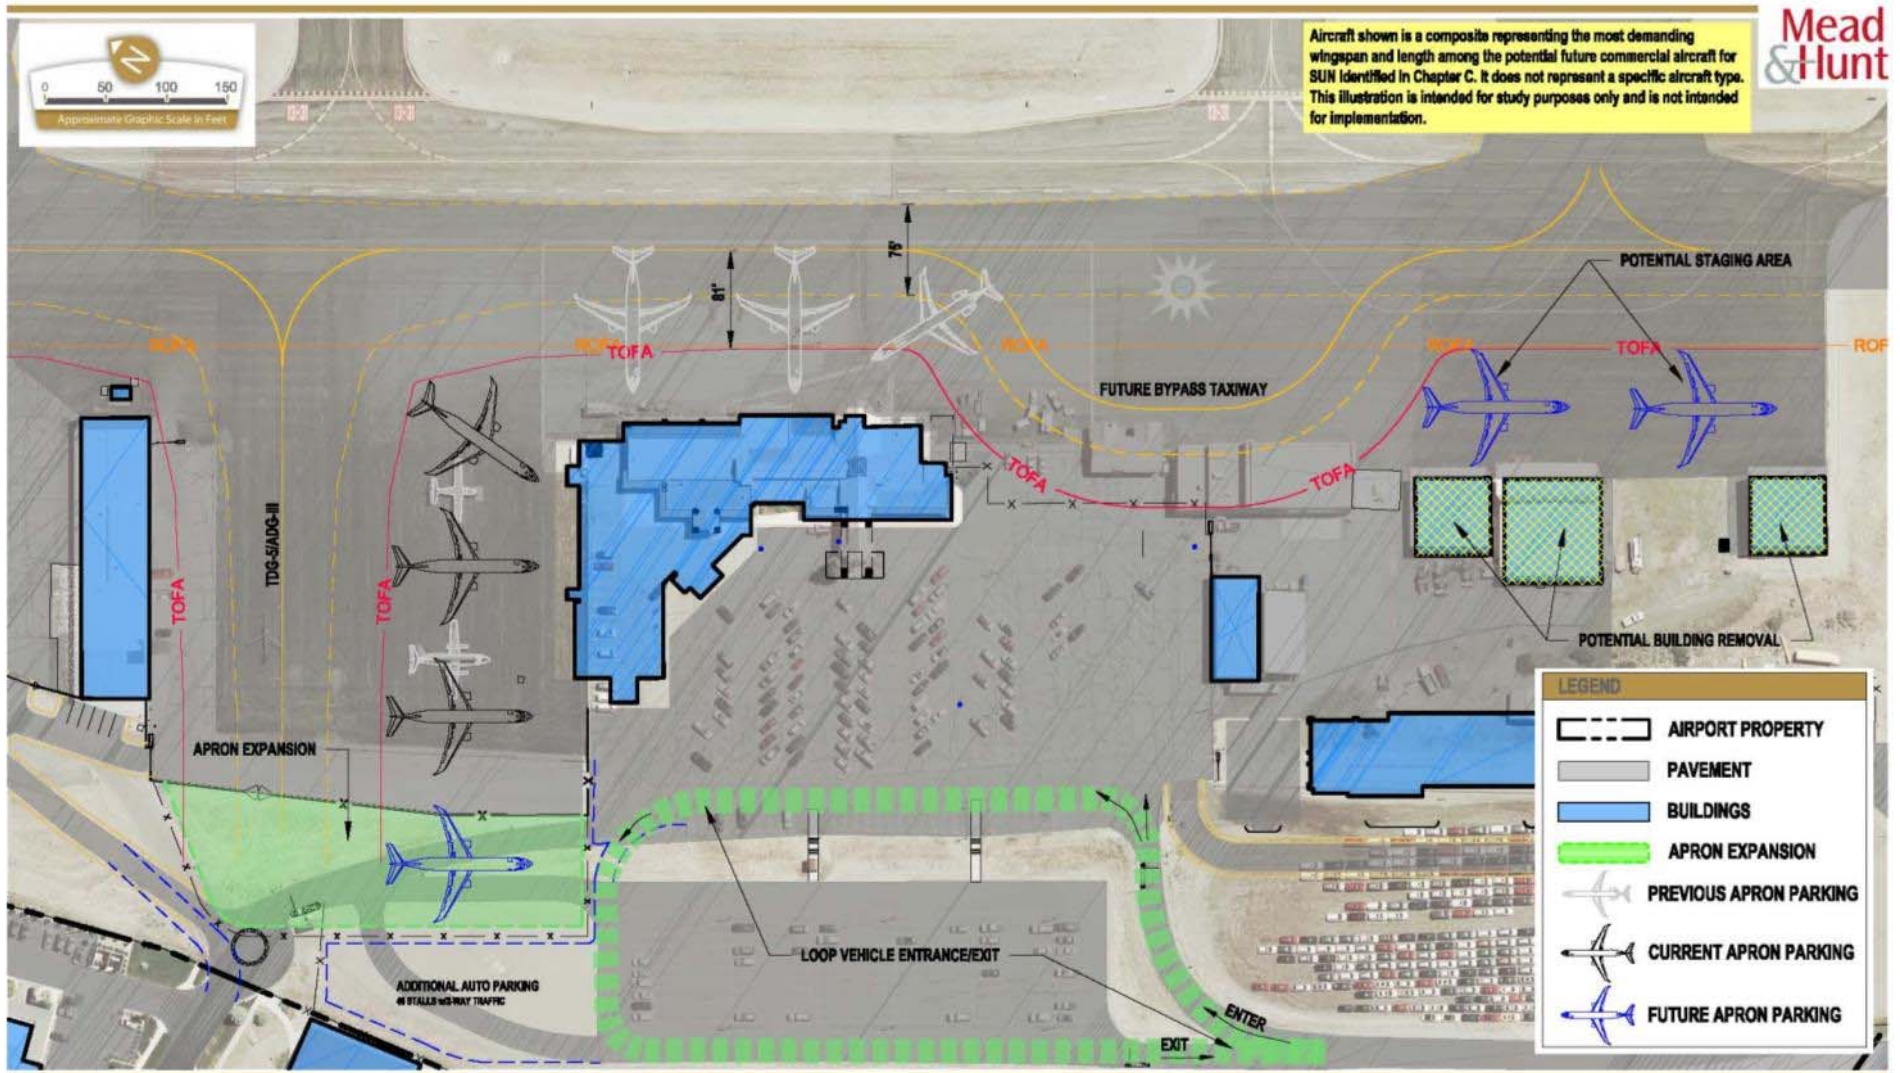 Mead
&Hunt
N
0 50 100 150
Approximate Graphic Scale in Feet
Aircraft shown is a composite representing the most demanding
wingspan and length among the potential future commercial aircraft for
SUN identified in Chapter C. It does not represent a specific aircraft type.
This illustration is intended for study purposes only and is not intended
for implementation.
75'
81'
POTENTIAL STAGING AREA
ROFA
ROFA
TOFA
ROFA
ROFA
TOFA
ROF
FUTURE BYPASS TAXIWAY
TOFA
TOFA
TDG-5/ADG-III
TOFA
TOFA
POTENTIAL BUILDING REMOVAL
APRON EXPANSION
LEGEND
AIRPORT PROPERTY
PAVEMENT
BUILDINGS
APRON EXPANSION
PREVIOUS APRON PARKING
CURRENT APRON PARKING
FUTURE APRON PARKING
LOOP VEHICLE ENTRANCE/EXIT
ADDITIONAL AUTO PARKING
STALLS TRAFFIC
ENTER
EXIT